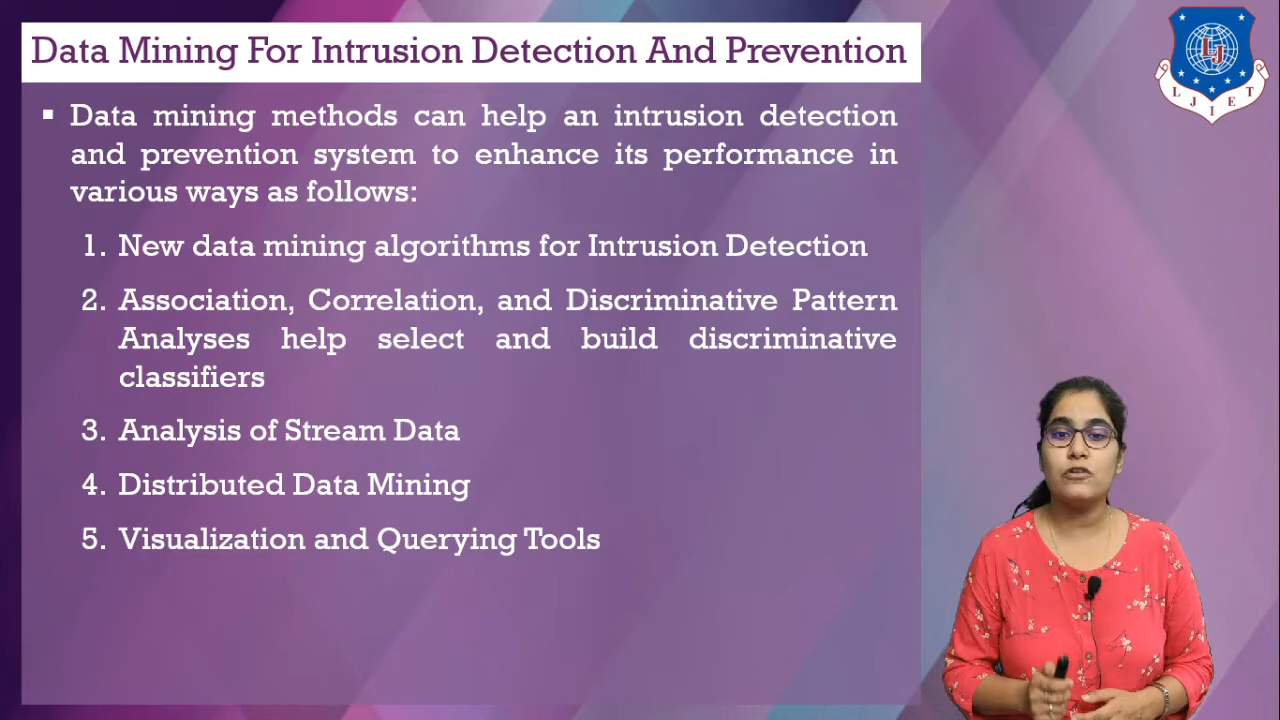 Data Mining For Intrusion Detection And Prevention
▪ Data mining methods can help an intrusion detection
and prevention system to enhance its performance in
various ways as follows:
1. New data mining algorithms for Intrusion Detection
2. Association, Correlation, and Discriminative Pattern
Analyses help select and build discriminative
classifiers
3. Analysis of Stream Data
4. Distributed Data Mining
5. Visualization and Querying Tools
LJ
LJIET